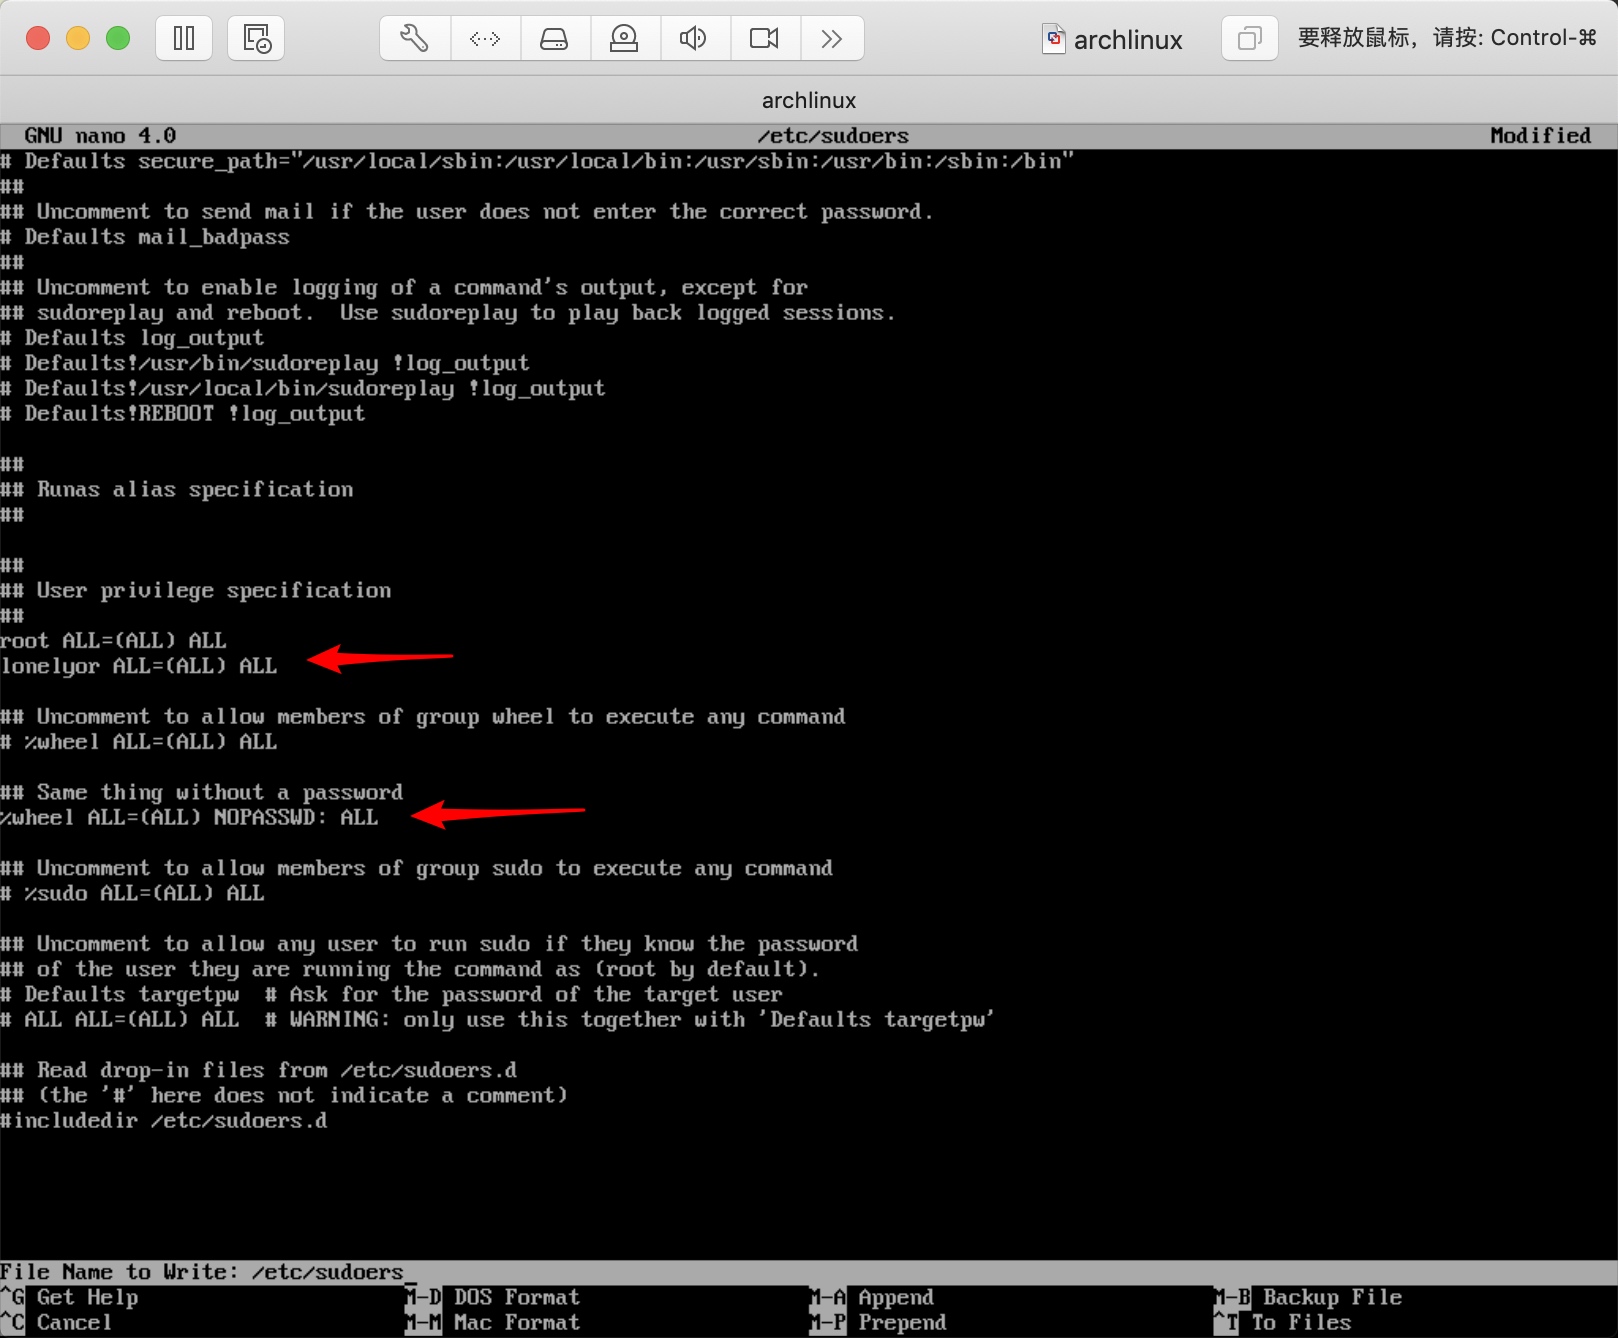 archlinux
要释放鼠标，请按: Control-⌘
archlinux
GNU nano 4.0 /etc/sudoers Modified
# Defaults secure_path="/usr/local/sbin:/usr/local/bin:/usr/sbin:/usr/bin:/sbin:/bin"
##
## Uncomment to send mail if the user does not enter the correct password.
# Defaults mail_badpass
##
## Uncomment to enable logging of a command's output, except for
## sudoreplay and reboot.  Use sudoreplay to play back logged sessions.
# Defaults log_output
# Defaults!/usr/bin/sudoreplay !log_output
# Defaults!/usr/local/bin/sudoreplay !log_output
# Defaults!REBOOT !log_output
##
## Runas alias specification
##
##
## User privilege specification
##
root ALL=(ALL) ALL
lonelyor ALL=(ALL) ALL
## Uncomment to allow members of group wheel to execute any command
# %wheel ALL=(ALL) ALL
## Same thing without a password
%wheel ALL=(ALL) NOPASSWD: ALL
## Uncomment to allow members of group sudo to execute any command
# %sudo ALL=(ALL) ALL
## Uncomment to allow any user to run sudo if they know the password
## of the user they are running the command as (root by default).
# Defaults targetpw  # Ask for the password of the target user
# ALL ALL=(ALL) ALL  # WARNING: only use this together with 'Defaults targetpw'
## Read drop-in files from /etc/sudoers.d
## (the '#' here does not indicate a comment)
#includedir /etc/sudoers.d
File Name to Write: /etc/sudoers
^G Get Help M-D DOS Format M-A Append M-B Backup File
^C Cancel M-M Mac Format M-P Prepend ^T To Files